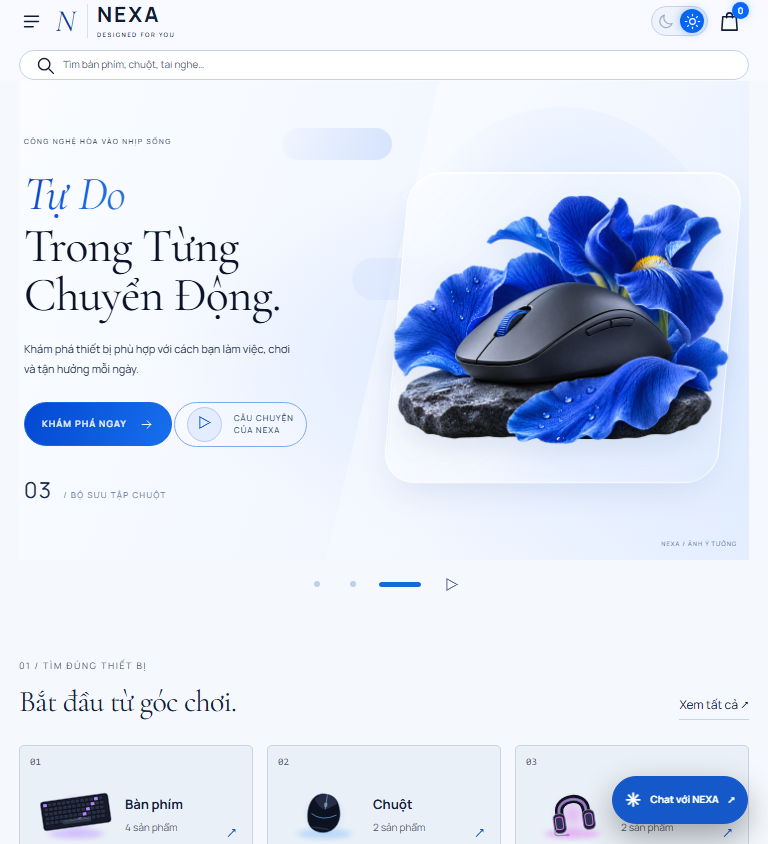 N
NEXA
DESIGNED FOR YOU
0
Tìm bàn phím, chuột, tai nghe...
CÔNG NGHỆ HÒA VÀO NHỊP SỐNG
Tự Do
Trong Từng
Chuyển Động.
Khám phá thiết bị phù hợp với cách bạn làm việc, chơi
và tận hưởng mỗi ngày.
KHÁM PHÁ NGAY →
CÂU CHUYỆN
CỦA NEXA
03 / BỘ SƯU TẬP CHUỘT
NEXA / ẢNH Ý TƯỞNG
01 / TÌM ĐÚNG THIẾT BỊ
Bắt đầu từ góc chơi.
Xem tất cả ↗
01
Bàn phím
4 sản phẩm ↗
02
Chuột
2 sản phẩm ↗
03
2 sản phẩm ↗
Chat với NEXA ↗